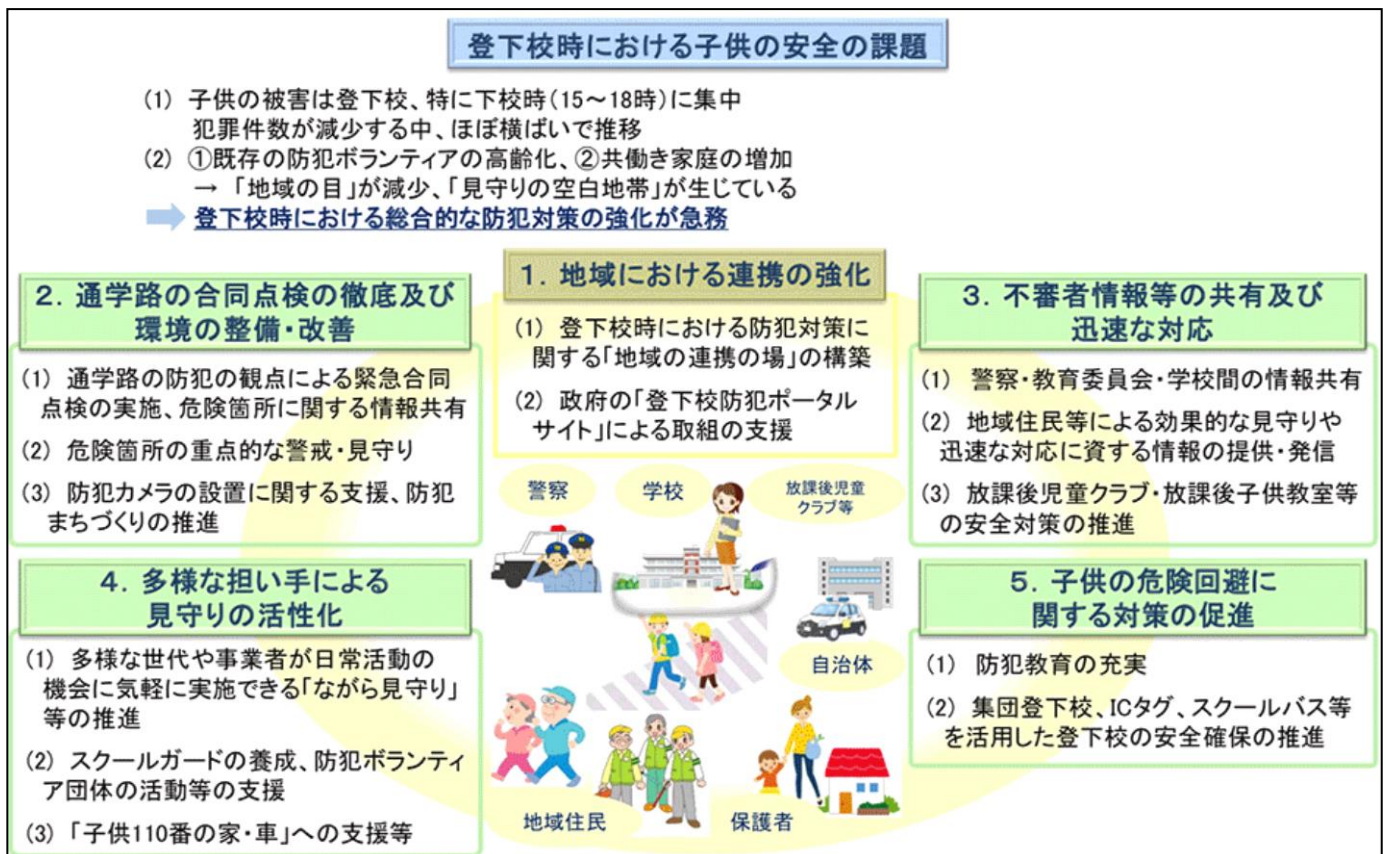 登下校時における子供の安全の課題
(1) 子供の被害は登下校、特に下校時(15～18時)に集中
犯罪件数が減少する中、ほぼ横ばいで推移
(2) ①既存の防犯ボランティアの高齢化、②共働き家庭の増加
→ 「地域の目」が減少、「見守りの空白地帯」が生じている
登下校時における総合的な防犯対策の強化が急務
1．地域における連携の強化
(1) 登下校時における防犯対策に
関する「地域の連携の場」の構築
(2) 政府の「登下校防犯ポータル
サイト」による取組の支援
2．通学路の合同点検の徹底及び
環境の整備・改善
(1) 通学路の防犯の観点による緊急合同
点検の実施、危険箇所に関する情報共有
(2) 危険箇所の重点的な警戒・見守り
(3) 防犯カメラの設置に関する支援、防犯
まちづくりの推進
3．不審者情報等の共有及び
迅速な対応
(1) 警察・教育委員会・学校間の情報共有
(2) 地域住民等による効果的な見守りや
迅速な対応に資する情報の提供・発信
(3) 放課後児童クラブ・放課後子供教室等
の安全対策の推進
4．多様な担い手による
見守りの活性化
(1) 多様な世代や事業者が日常活動の
機会に気軽に実施できる「ながら見守り」
等の推進
(2) スクールガードの養成、防犯ボランティ
ア団体の活動等の支援
(3) 「子供110番の家・車」への支援等
5．子供の危険回避に
関する対策の促進
(1) 防犯教育の充実
(2) 集団登下校、ICタグ、スクールバス等
を活用した登下校の安全確保の推進
警察
学校
放課後児童
クラブ等
自治体
地域住民
保護者